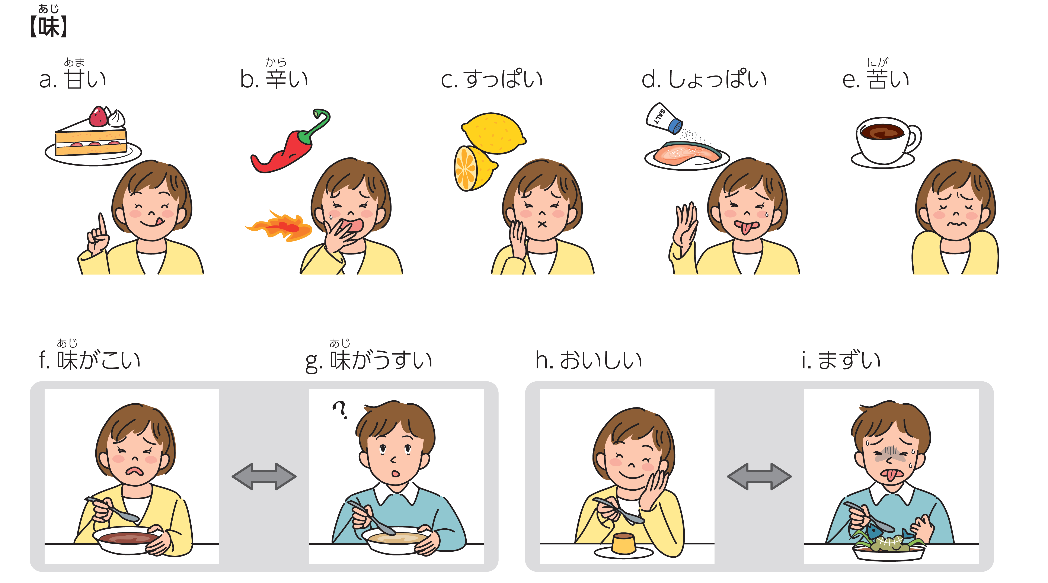 あじ
【味】
あま
a. 甘い
から
b. 辛い
c. すっぱい
d. しょっぱい
にが
e. 苦い
SALT
あじ
f. 味がこい
あじ
g. 味がうすい
h. おいしい
i. まずい
?